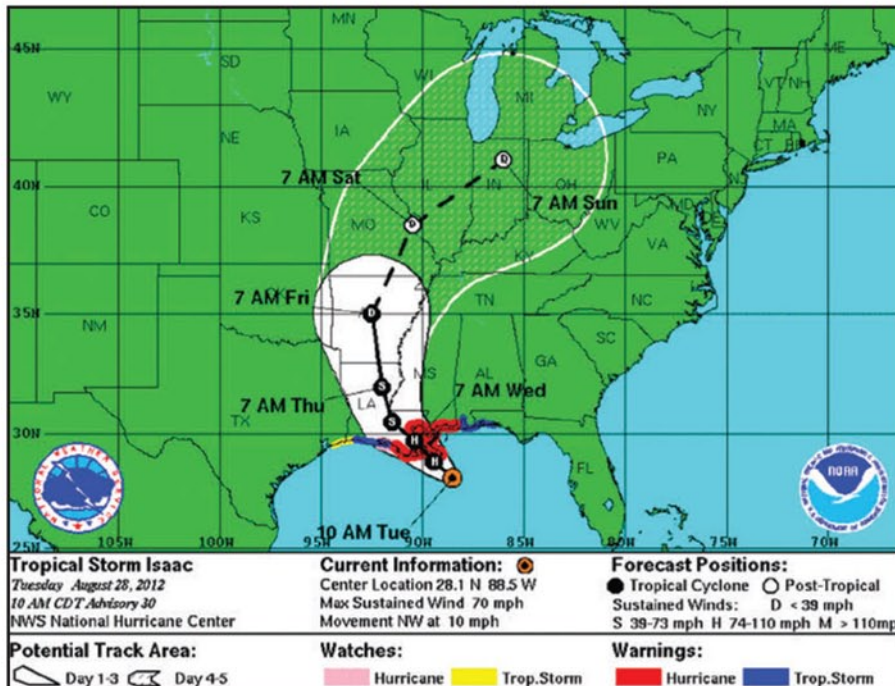 MN
ME
45N
MI
SD
WI
VT NH
WY
MI
NY
MA
IA
CT RI
NE
PA
7 AM Sat
40N
IL
IN
OH
NJ
7 AM Sun
MD
DE
CO
KS
MO
WV
VA
KY
7 AM Fri
OK
D
35N
TN
NC
NM
SC
MS
AL
GA
7 AM Wed
7 AM Thu
S
LA
TX
S
30N
H
H
FL
NATIONAL WEATHER SERVICE
NOAA
10 AM Tue
25N
105W
100W
95W
90W
85W
80W
75W
70W
Tropical Storm Isaac
Tuesday August 28, 2012
10 AM CDT Advisory 30
NWS National Hurricane Center
Current Information:
Center Location 28.1 N 88.5 W
Max Sustained Wind 70 mph
Movement NW at 10 mph
Forecast Positions:
Tropical Cyclone Post-Tropical
Sustained Winds: D < 39 mph
S 39-73 mph H 74-110 mph M > 110mp
Potential Track Area:
Day 1-3 Day 4-5
Watches:
Hurricane Trop.Storm
Warnings:
Hurricane Trop.Storm